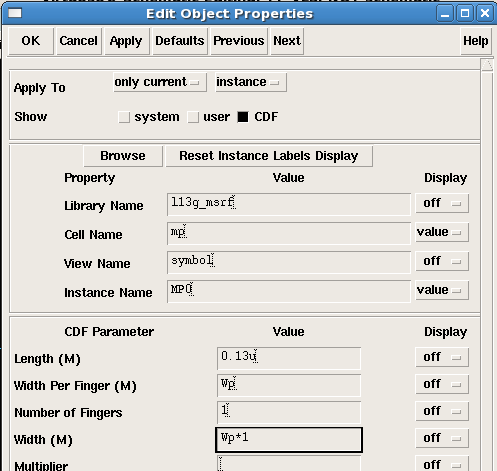 Edit Object Properties
OK Cancel Apply Defaults Previous Next Help
Apply To only current instance
Show system user CDF
Browse Reset Instance Labels Display
Property Value Display
Library Name l13g_msrf off
Cell Name mp value
View Name symbol off
Instance Name MP0 value
CDF Parameter Value Display
Length (M) 0.13u off
Width Per Finger (M) Wp off
Number of Fingers 1 off
Width (M) Wp*1 off
Multiplier off